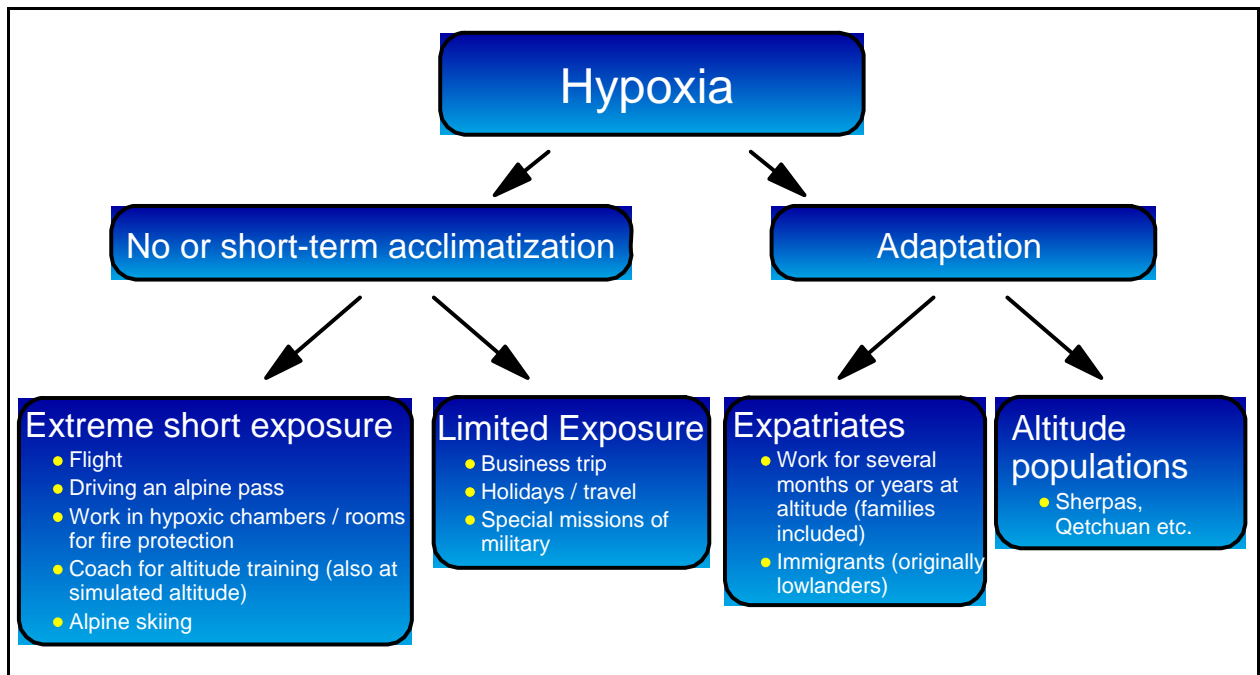 Hypoxia
No or short-term acclimatization
Adaptation
Extreme short exposure
Flight
Driving an alpine pass
Work in hypoxic chambers / rooms
for fire protection
Coach for altitude training (also at
simulated altitude)
Alpine skiing
Limited Exposure
Business trip
Holidays / travel
Special missions of
military
Expatriates
Work for several
months or years at
altitude (families
included)
Immigrants (originally
lowlanders)
Altitude
populations
Sherpas,
Qetchuan etc.